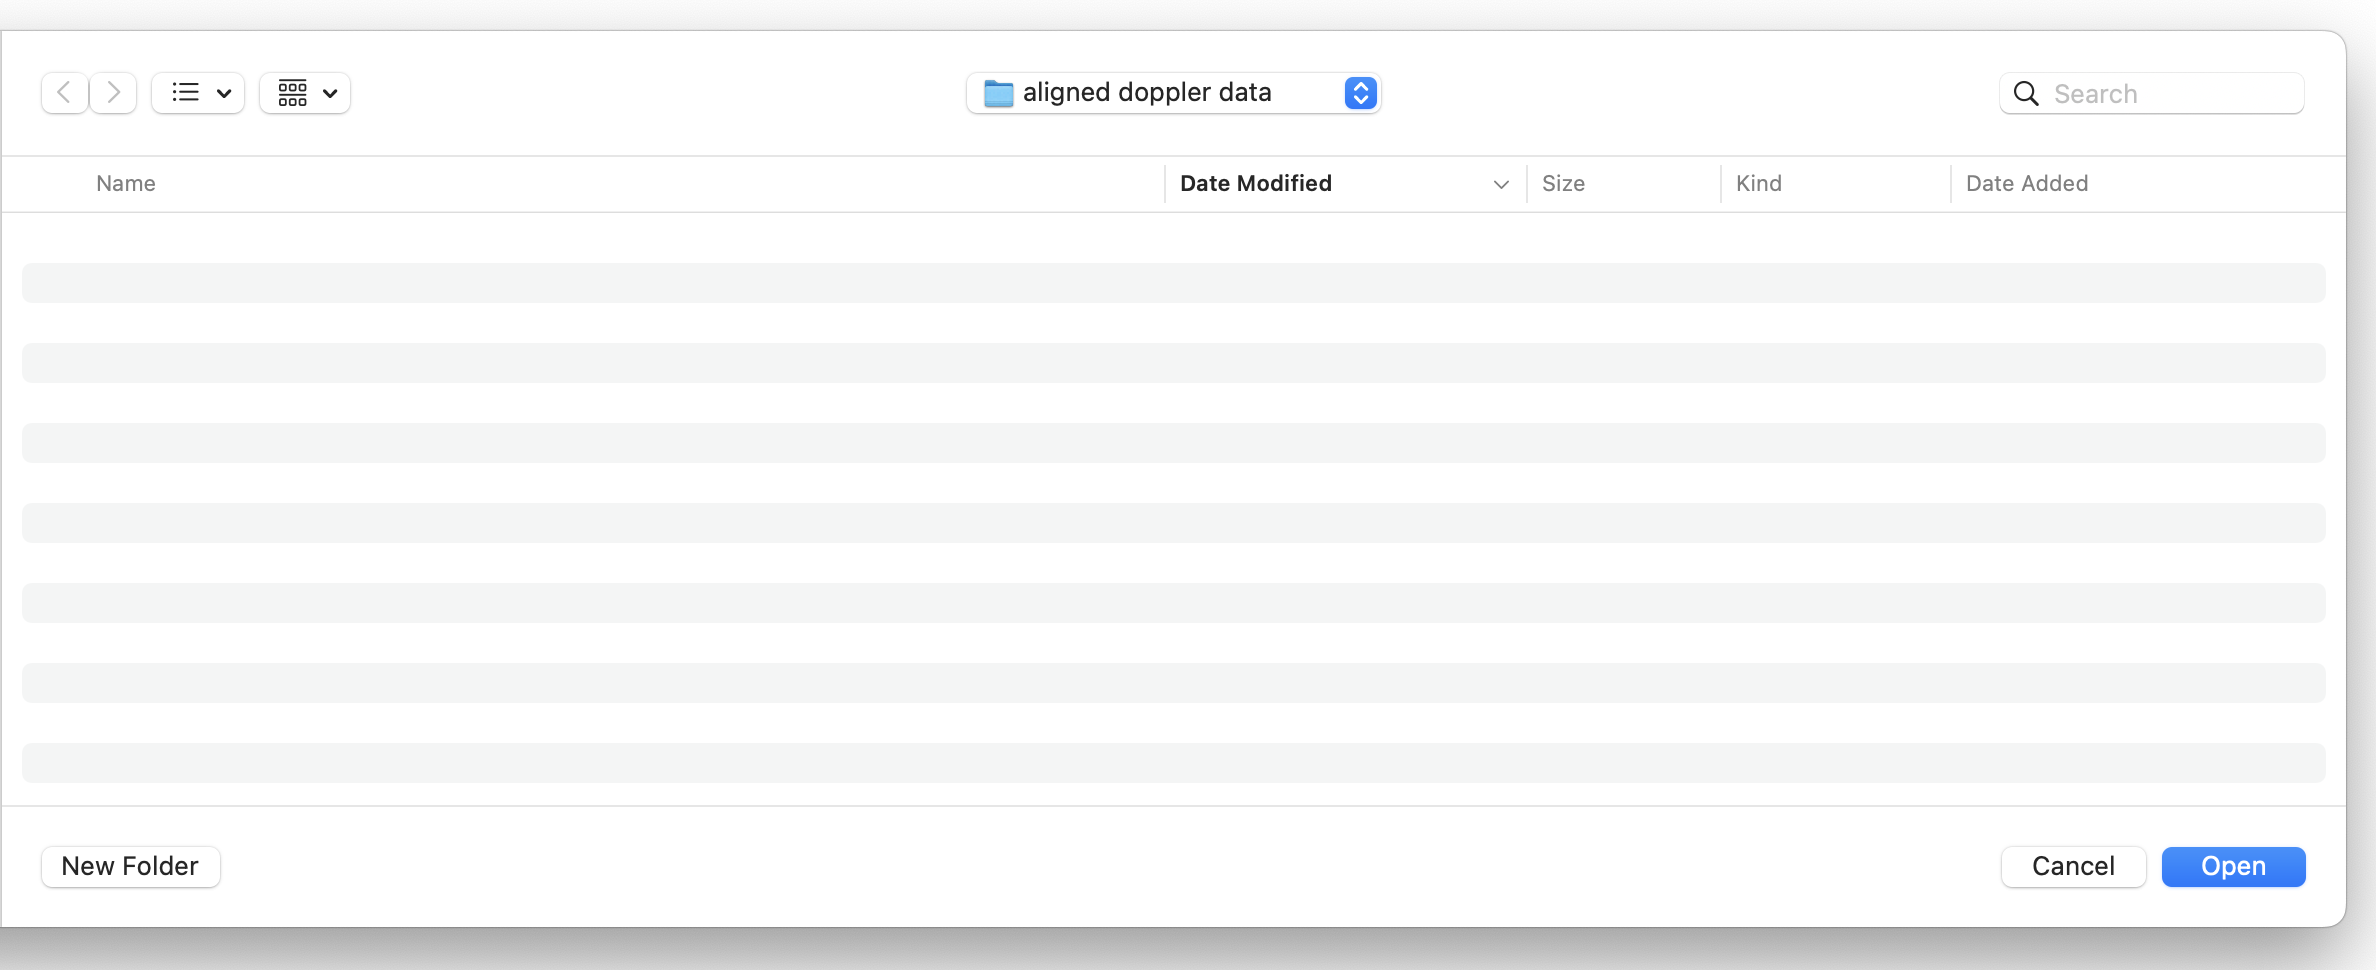 aligned doppler data
Search
Name Date Modified Size Kind Date Added
New Folder Cancel Open